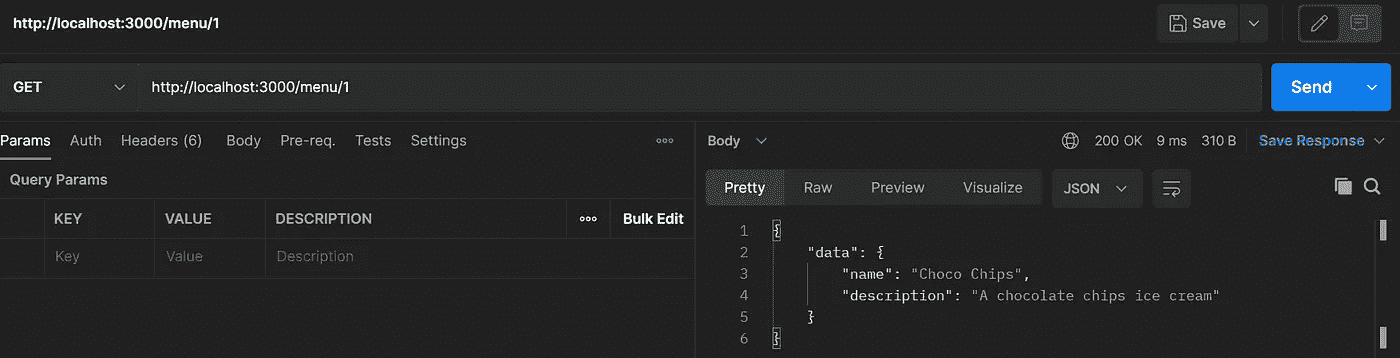 http://localhost:3000/menu/1
Save
GET http://localhost:3000/menu/1 Send
Params Auth Headers (6) Body Pre-req. Tests Settings
Query Params
KEY VALUE DESCRIPTION Bulk Edit
Key Value Description
Body 200 OK 9 ms 310 B Save Response
Pretty Raw Preview Visualize JSON
1 {
2 "data": {
3 "name": "Choco Chips",
4 "description": "A chocolate chips ice cream"
5 }
6 }